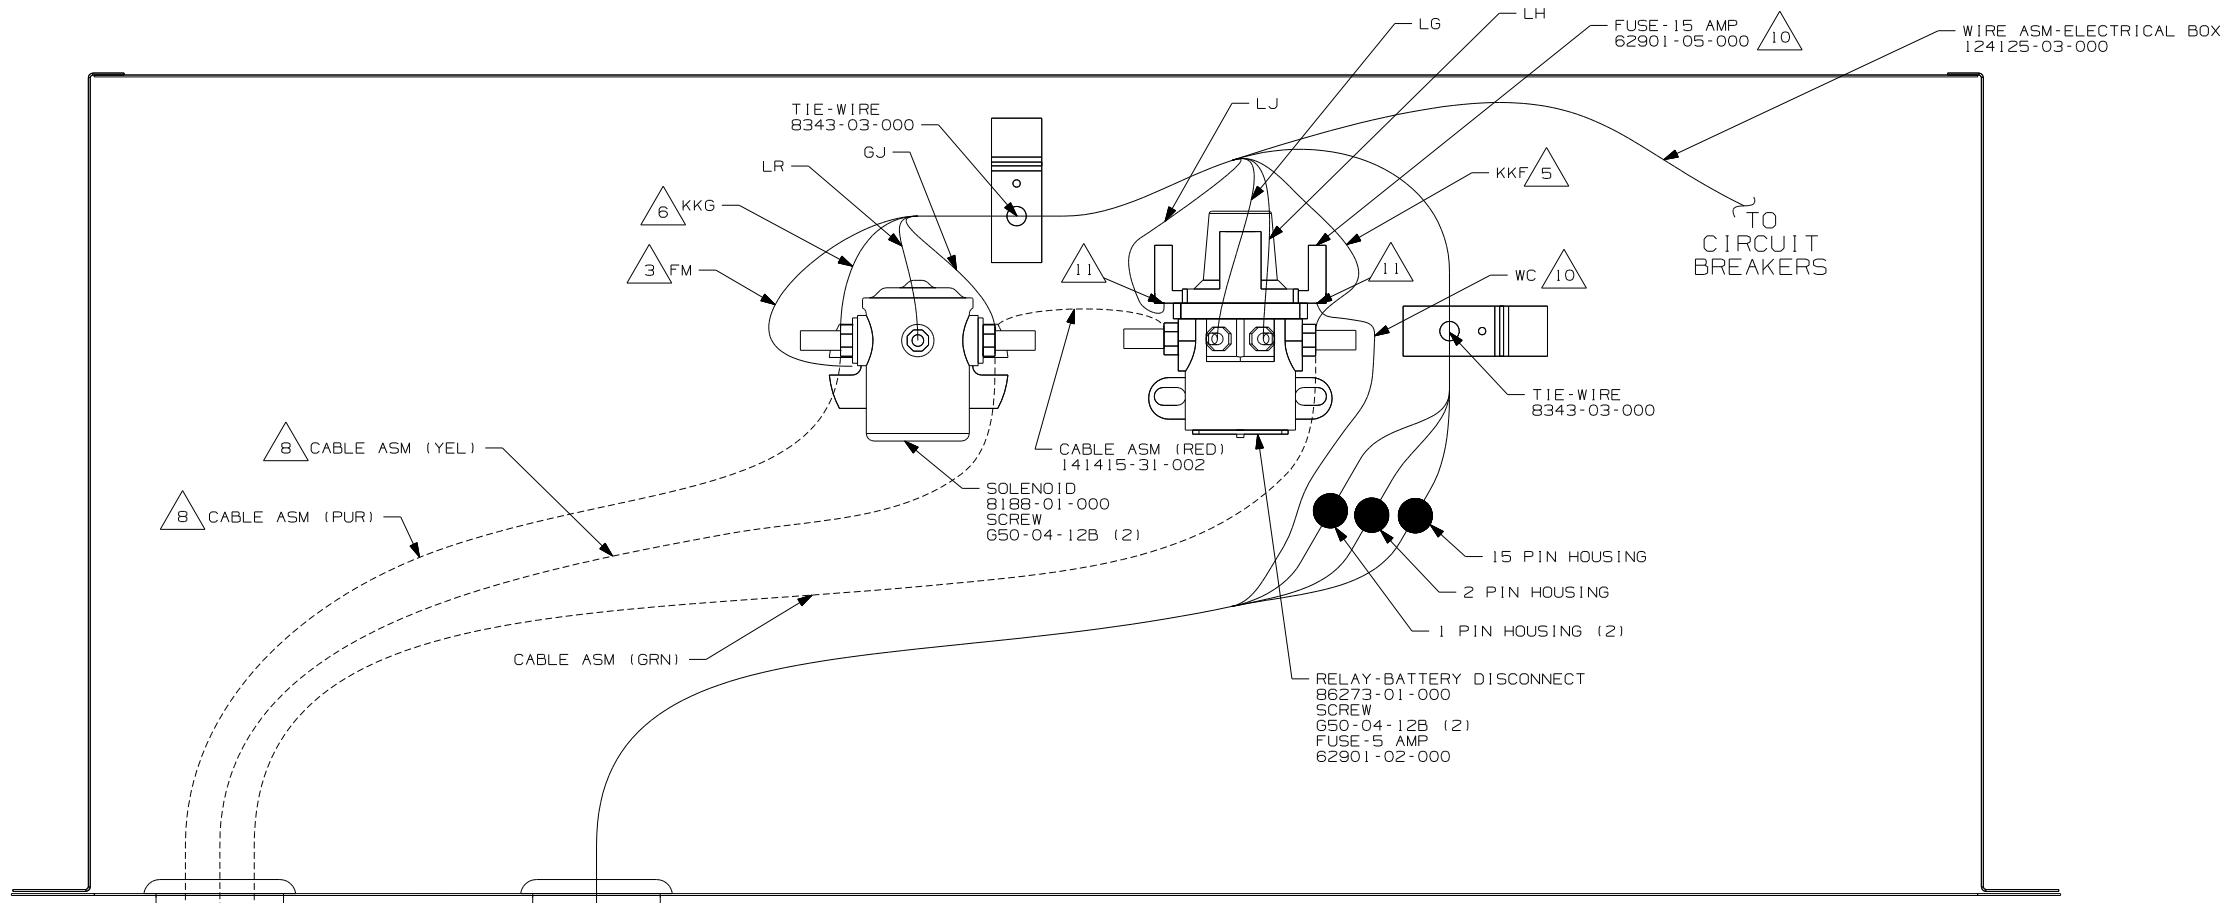 LG
LH
FUSE-15 AMP
62901-05-000
10
WIRE ASM-ELECTRICAL BOX
124125-03-000
TIE-WIRE
8343-03-000
LJ
GJ
LR
KKF
5
6
KKG
TO
CIRCUIT
BREAKERS
3
FM
11
11
WC
10
TIE-WIRE
8343-03-000
8
CABLE ASM (YEL)
CABLE ASM (RED)
141415-31-002
SOLENOID
8188-01-000
SCREW
G50-04-12B (2)
8
CABLE ASM (PUR)
15 PIN HOUSING
2 PIN HOUSING
1 PIN HOUSING (2)
CABLE ASM (GRN)
RELAY-BATTERY DISCONNECT
86273-01-000
SCREW
G50-04-12B (2)
FUSE-5 AMP
62901-02-000